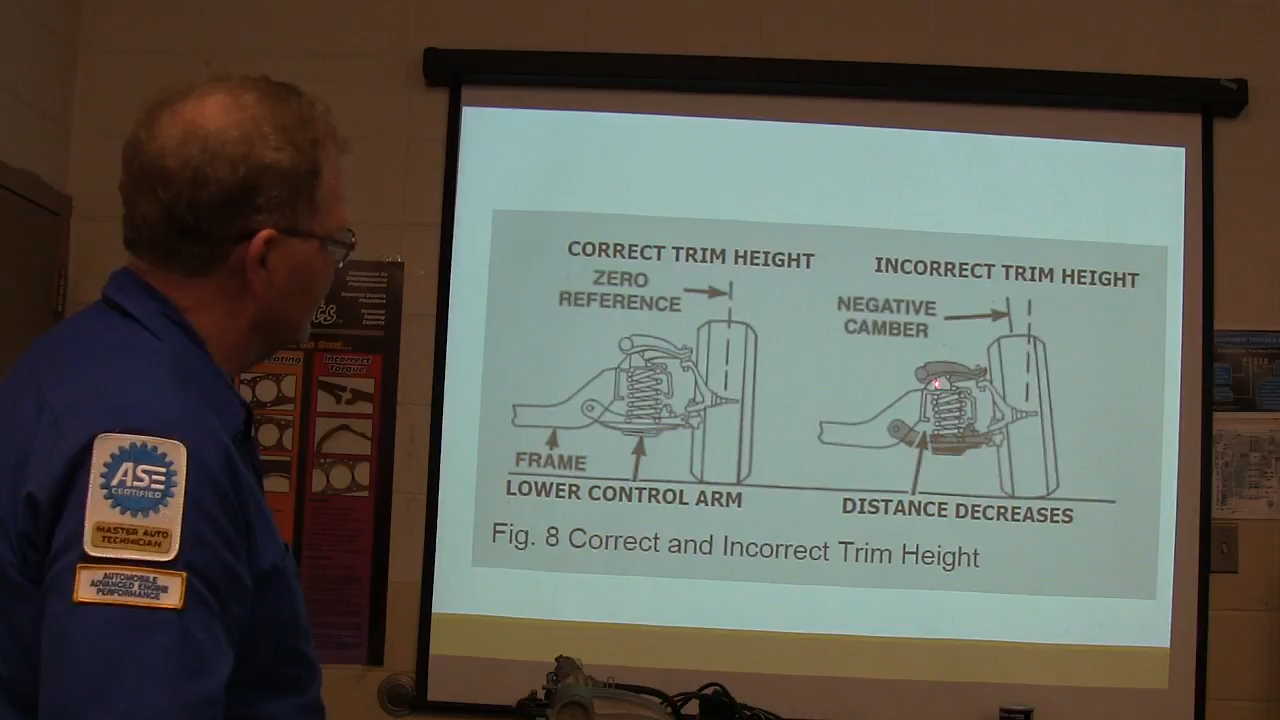 CORRECT TRIM HEIGHT
ZERO
REFERENCE
FRAME
LOWER CONTROL ARM
INCORRECT TRIM HEIGHT
NEGATIVE
CAMBER
DISTANCE DECREASES
Fig. 8 Correct and Incorrect Trim Height
ASE
CERTIFIED
MASTER AUTO
TECHNICIAN
AUTOMOBILE
ADVANCED ENGINE
PERFORMANCE
Incorrect
Torque